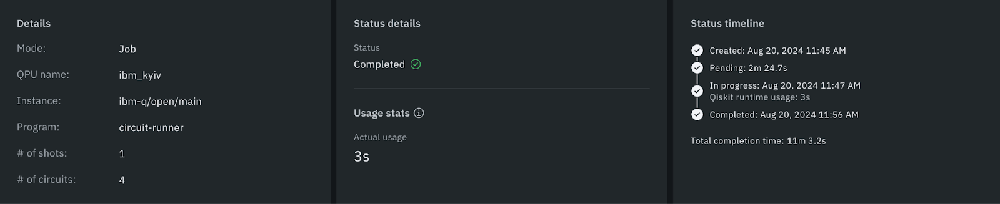 Details
Mode: Job
QPU name: ibm_kyiv
Instance: ibm-q/open/main
Program: circuit-runner
# of shots: 1
# of circuits: 4
Status details
Status
Completed
Usage stats
Actual usage
3s
Status timeline
Created: Aug 20, 2024 11:45 AM
Pending: 2m 24.7s
In progress: Aug 20, 2024 11:47 AM
Qiskit runtime usage: 3s
Completed: Aug 20, 2024 11:56 AM
Total completion time: 11m 3.2s